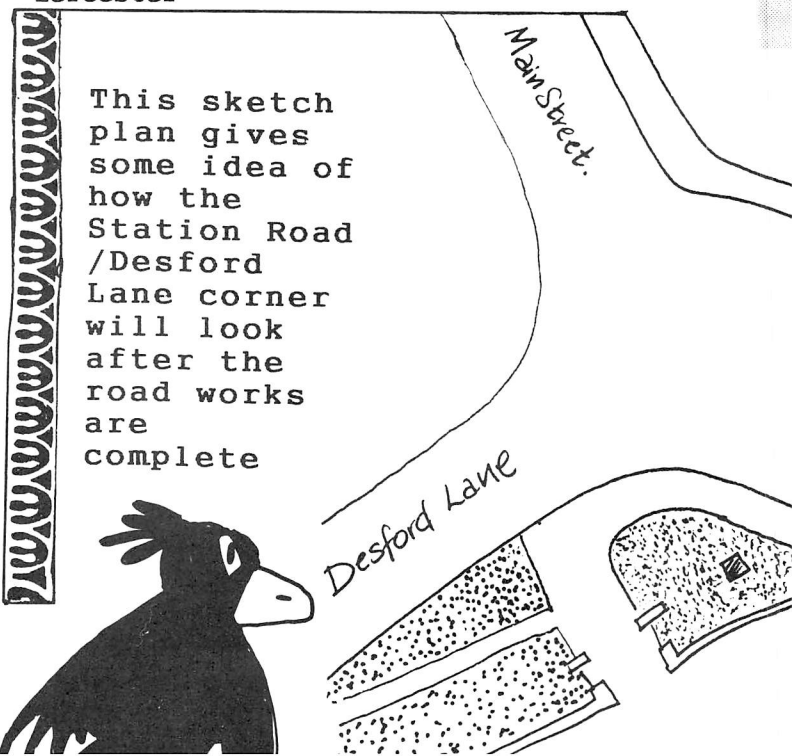 This sketch
plan gives
some idea of
how the
Station Road
/Desford
Lane corner
will look
after the
road works
are
complete
Main Street.
Desford Lane